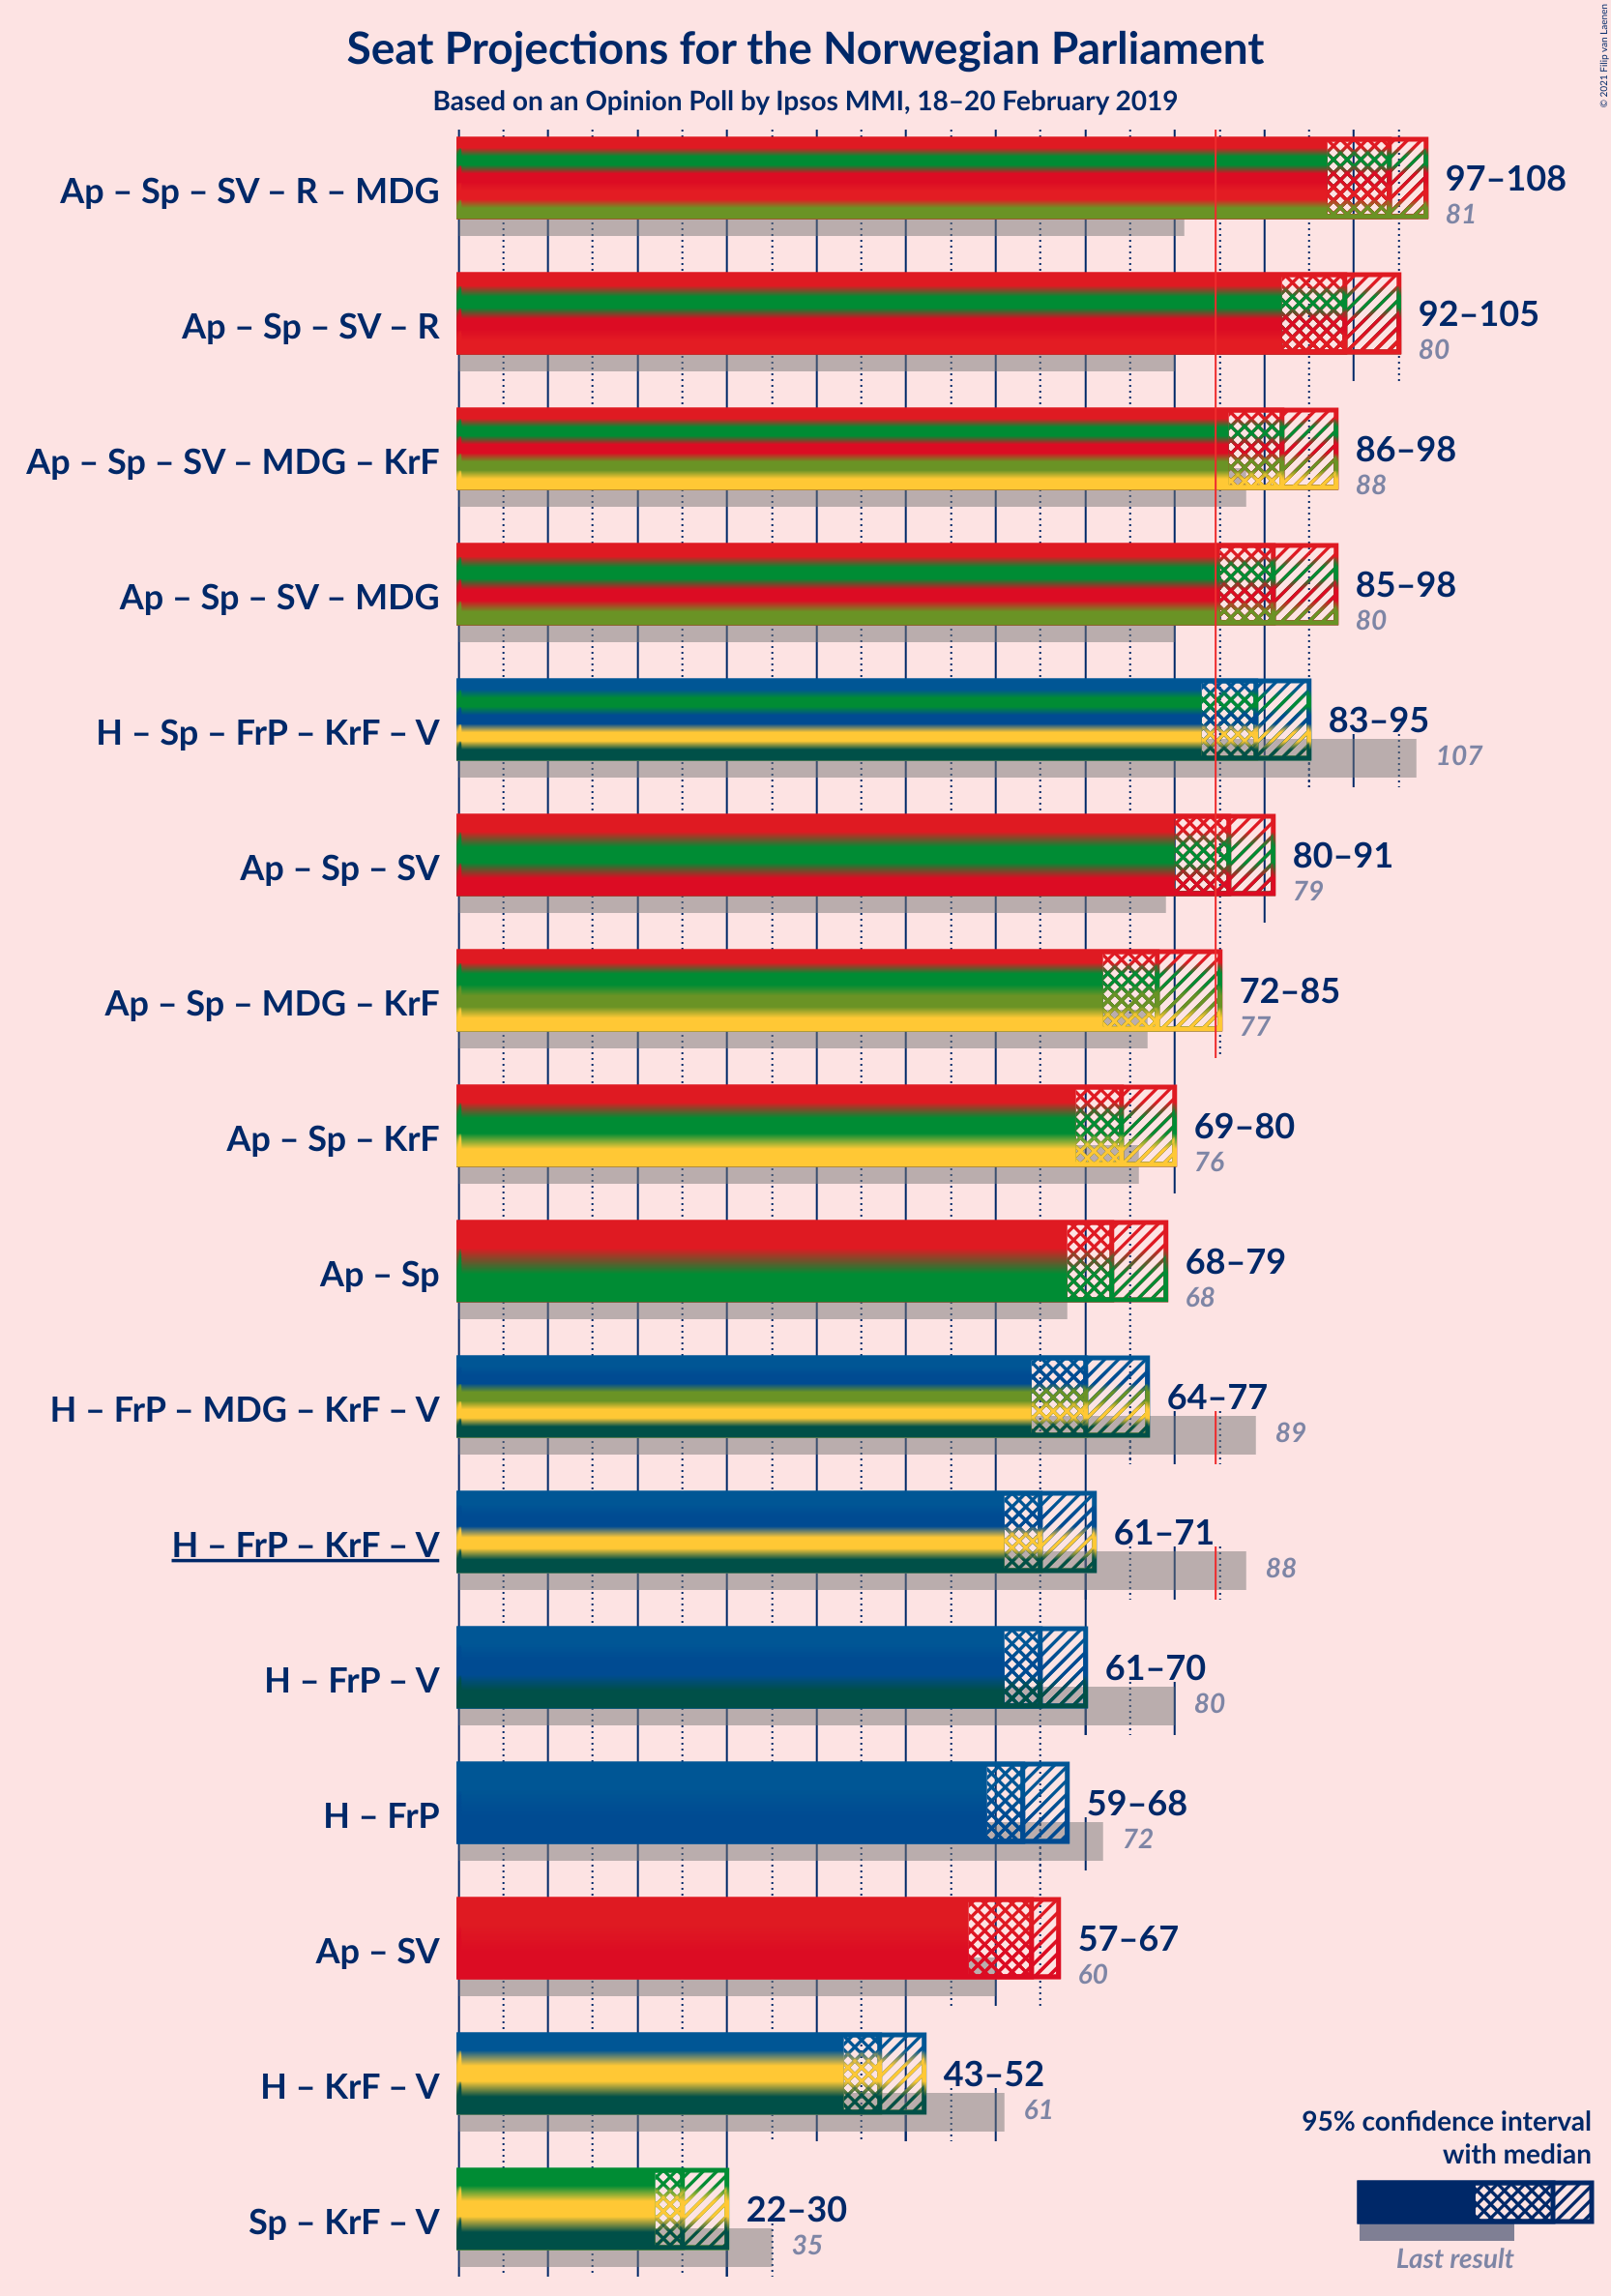 Seat Projections for the Norwegian Parliament
Based on an Opinion Poll by Ipsos MMI, 18–20 February 2019
© 2021 Filip van Laenen
Ap – Sp – SV – R – MDG
97–108
81
Ap – Sp – SV – R
92–105
80
Ap – Sp – SV – MDG – KrF
86–98
88
Ap – Sp – SV – MDG
85–98
80
H – Sp – FrP – KrF – V
83–95
107
Ap – Sp – SV
80–91
79
Ap – Sp – MDG – KrF
72–85
77
Ap – Sp – KrF
69–80
76
Ap – Sp
68–79
68
H – FrP – MDG – KrF – V
64–77
89
H – FrP – KrF – V
61–71
88
H – FrP – V
61–70
80
H – FrP
59–68
72
Ap – SV
57–67
60
H – KrF – V
43–52
61
Sp – KrF – V
22–30
35
95% confidence interval
with median
Last result